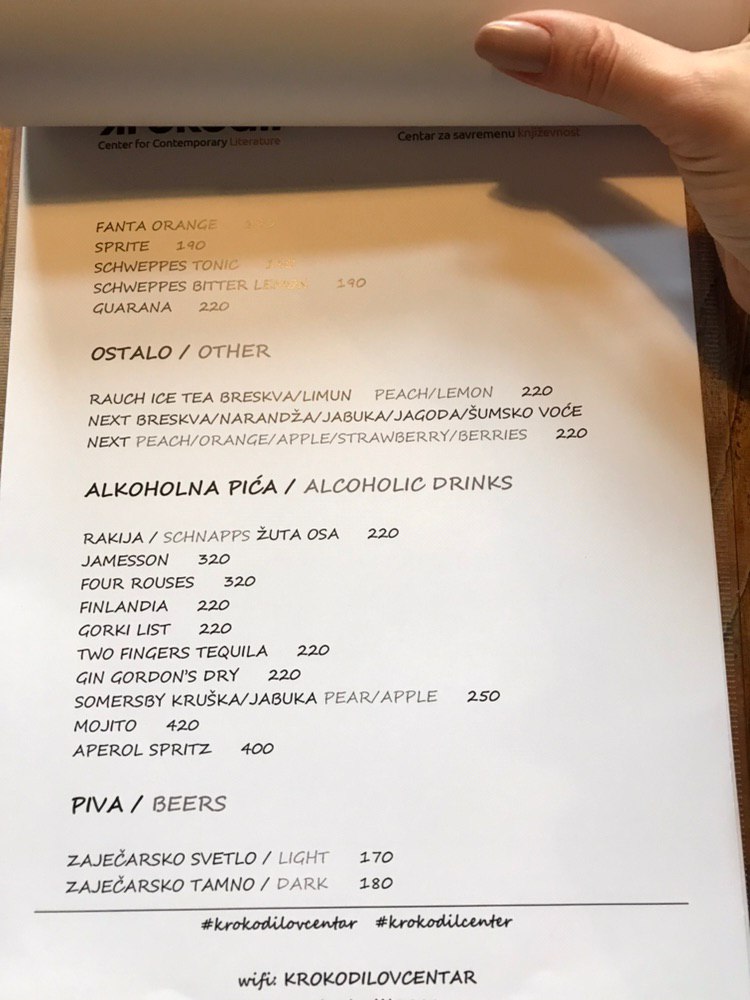 Krokodil
Center for Contemporary Literature
Centar za savremenu književnost
FANTA ORANGE
SPRITE 190
SCHWEPPES TONIC
SCHWEPPES BITTER LEMON 190
GUARANA 220
OSTALO / OTHER
RAUCH ICE TEA BRESKVA/LIMUN PEACH/LEMON 220
NEXT BRESKVA/NARANDŽA/JABUKA/JAGODA/ŠUMSKO VOĆE
NEXT PEACH/ORANGE/APPLE/STRAWBERRY/BERRIES 220
ALKOHOLNA PIĆA / ALCOHOLIC DRINKS
RAKIJA / SCHNAPPS ŽUTA OSA 220
JAMESSON 320
FOUR ROUSES 320
FINLANDIA 220
GORKI LIST 220
TWO FINGERS TEQUILA 220
GIN GORDON'S DRY 220
SOMERSBY KRUŠKA/JABUKA PEAR/APPLE 250
MOJITO 420
APEROL SPRITZ 400
PIVA / BEERS
ZAJEČARSKO SVETLO / LIGHT 170
ZAJEČARSKO TAMNO / DARK 180
#krokodilovcentar #krokodilcenter
wifi: KROKODILOVCENTAR